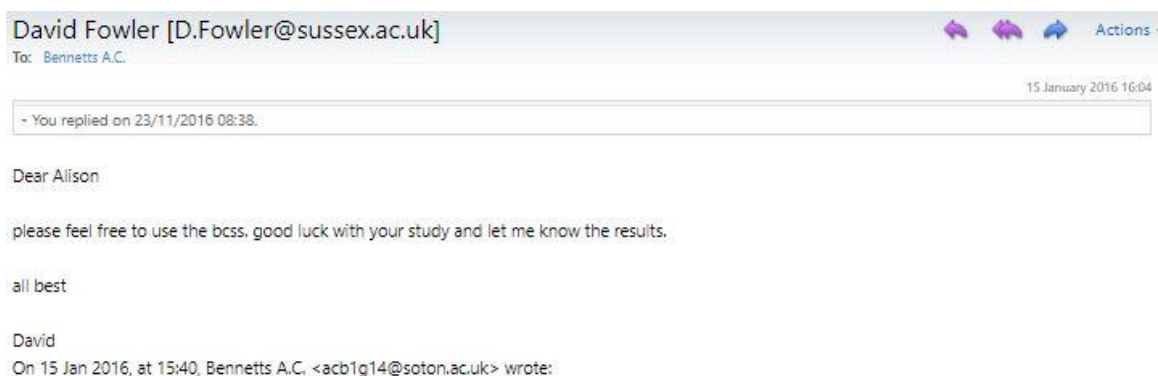 David Fowler [D.Fowler@sussex.ac.uk]
Actions
To: Bennetts A.C.
15 January 2016 16:04
- You replied on 23/11/2016 08:38.
Dear Alison
please feel free to use the bcss. good luck with your study and let me know the results.
all best
David
On 15 Jan 2016, at 15:40, Bennetts A.C. <acb1g14@soton.ac.uk> wrote: